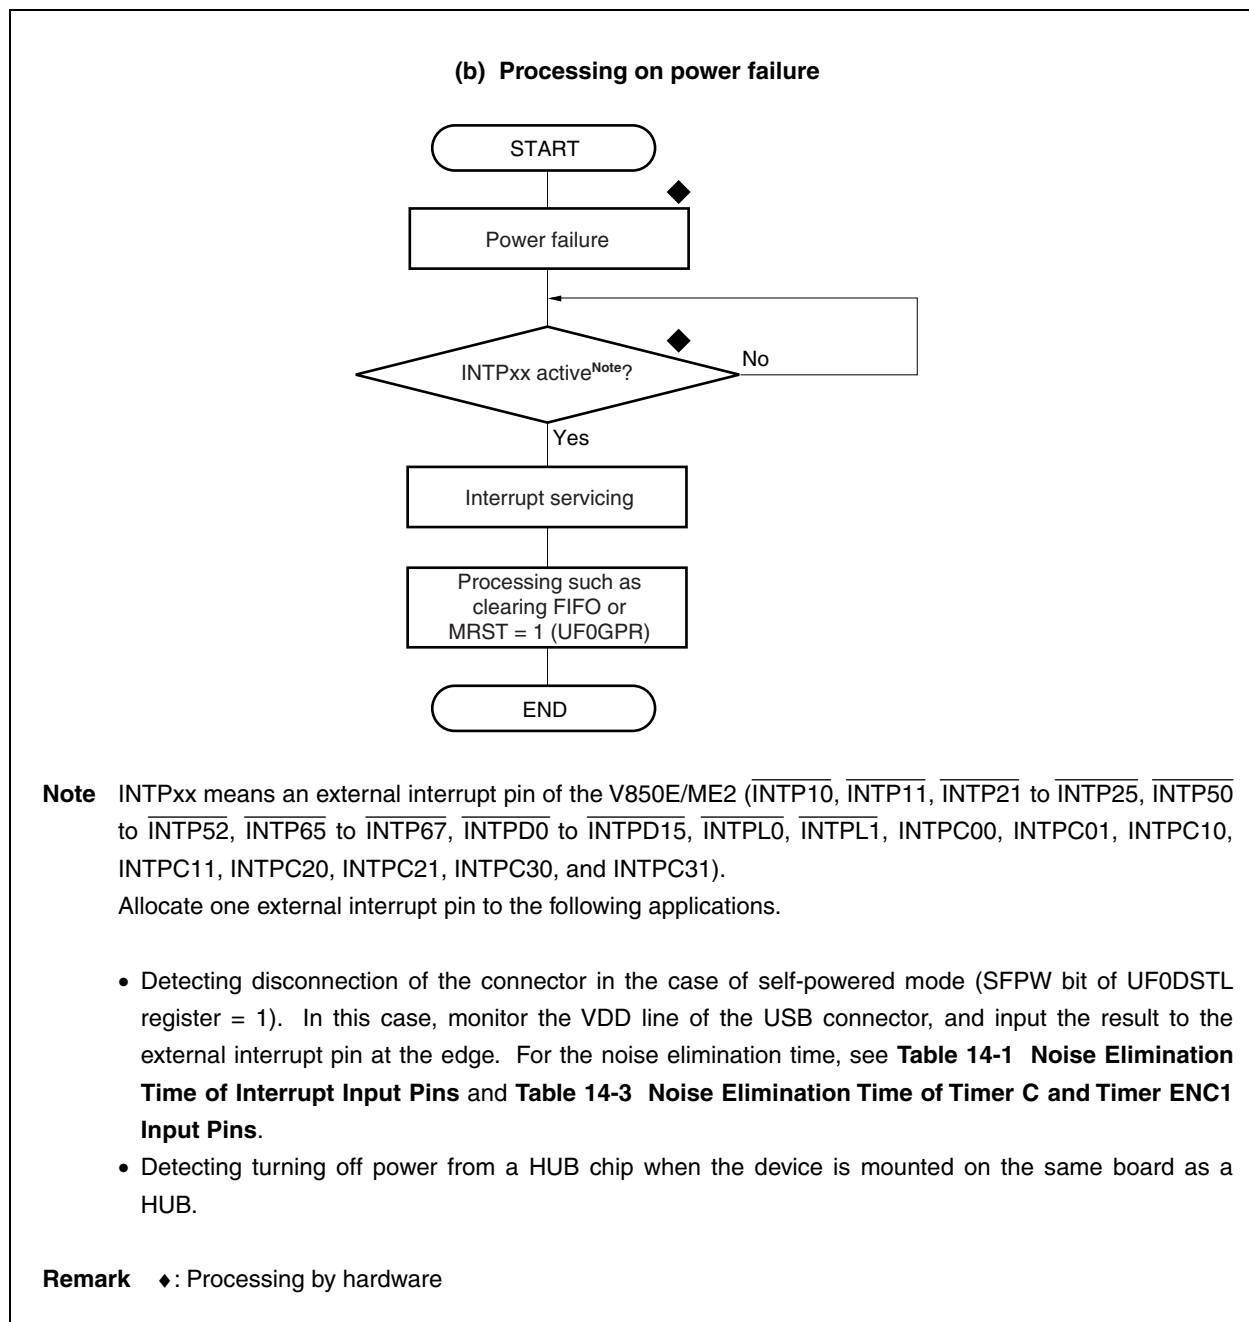 (b) Processing on power failure
START
Power failure
INTPxx active^Note?
No
Yes
Interrupt servicing
Processing such as
clearing FIFO or
MRST = 1 (UF0GPR)
END
Note INTPxx means an external interrupt pin of the V850E/ME2 (INTP10, INTP11, INTP21 to INTP25, INTP50
to INTP52, INTP65 to INTP67, INTPD0 to INTPD15, INTPL0, INTPL1, INTPC00, INTPC01, INTPC10,
INTPC11, INTPC20, INTPC21, INTPC30, and INTPC31).
Allocate one external interrupt pin to the following applications.
• Detecting disconnection of the connector in the case of self-powered mode (SFPW bit of UF0DSTL
register = 1). In this case, monitor the VDD line of the USB connector, and input the result to the
external interrupt pin at the edge. For the noise elimination time, see Table 14-1 Noise Elimination
Time of Interrupt Input Pins and Table 14-3 Noise Elimination Time of Timer C and Timer ENC1
Input Pins.
• Detecting turning off power from a HUB chip when the device is mounted on the same board as a
HUB.
Remark ♦: Processing by hardware